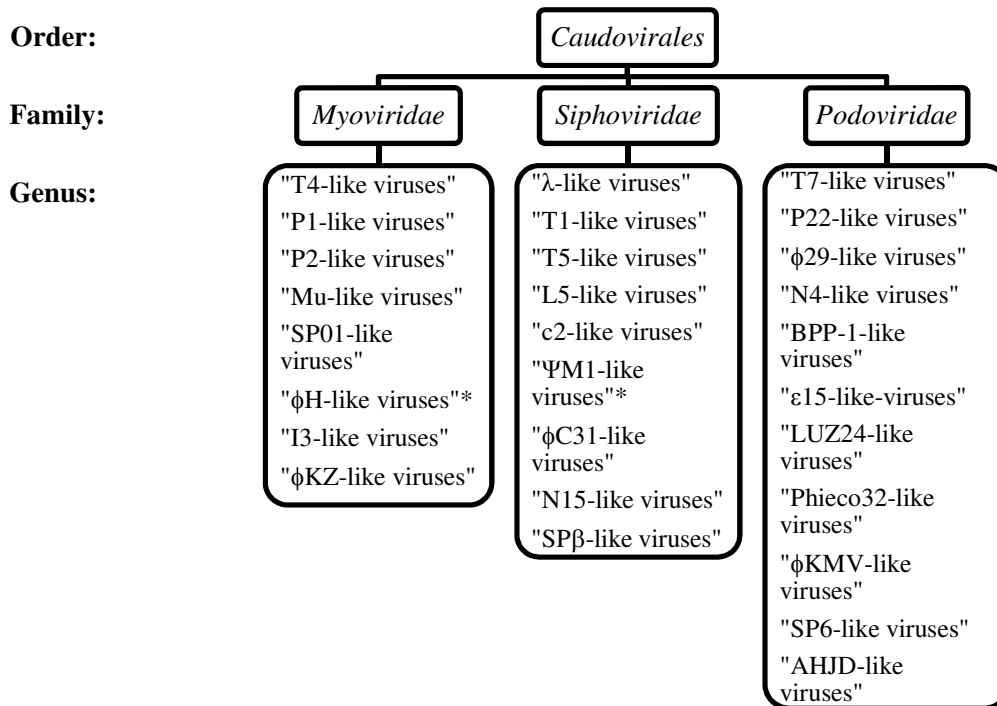 Order:
Caudovirales
Family:
Myoviridae
Siphoviridae
Podoviridae
Genus:
"T4-like viruses"
"P1-like viruses"
"P2-like viruses"
"Mu-like viruses"
"SP01-like
viruses"
"ϕH-like viruses"*
"I3-like viruses"
"ϕKZ-like viruses"
"λ-like viruses"
"T1-like viruses"
"T5-like viruses"
"L5-like viruses"
"c2-like viruses"
"ΨM1-like
viruses"*
"ϕC31-like
viruses"
"N15-like viruses"
"SPβ-like viruses"
"T7-like viruses"
"P22-like viruses"
"ϕ29-like viruses"
"N4-like viruses"
"BPP-1-like
viruses"
"ε15-like-viruses"
"LUZ24-like
viruses"
"Phieco32-like
viruses"
"ϕKMV-like
viruses"
"SP6-like viruses"
"AHJD-like
viruses"